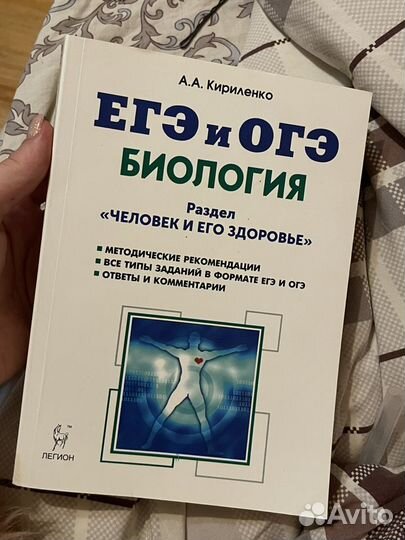 А.А. Кириленко
ЕГЭ и ОГЭ
БИОЛОГИЯ
Раздел
«ЧЕЛОВЕК И ЕГО ЗДОРОВЬЕ»
МЕТОДИЧЕСКИЕ РЕКОМЕНДАЦИИ
ВСЕ ТИПЫ ЗАДАНИЙ В ФОРМАТЕ ЕГЭ И ОГЭ
ОТВЕТЫ И КОММЕНТАРИИ
TM
ЛЕГИОН
Avito